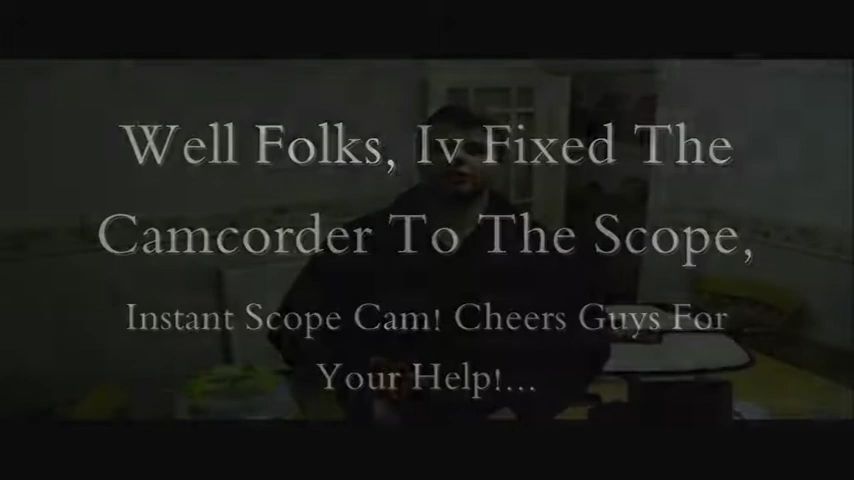 Well Folks, Iv Fixed The
Camcorder To The Scope,
Instant Scope Cam! Cheers Guys For
Your Help!...